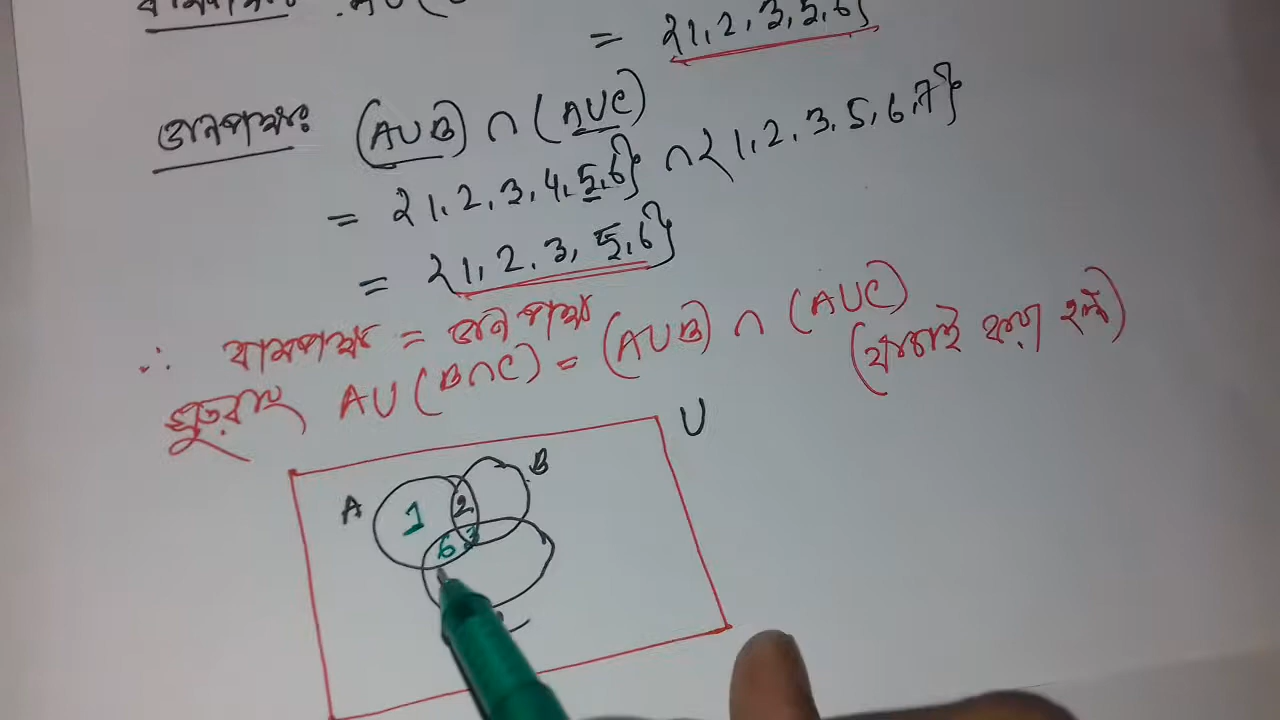 = {1,2,3,5,6}
ডানপক্ষঃ (A∪B) ∩ (A∪C)
= {1,2,3,4,5,6} ∩ {1,2,3,5,6,7}
= {1,2,3,5,6}
∴ বামপক্ষ = ডানপক্ষ
সুতরাং A∪(B∩C) = (A∪B) ∩ (A∪C) (যাচাই করা হলো)
U
B
A
1 2
6 3